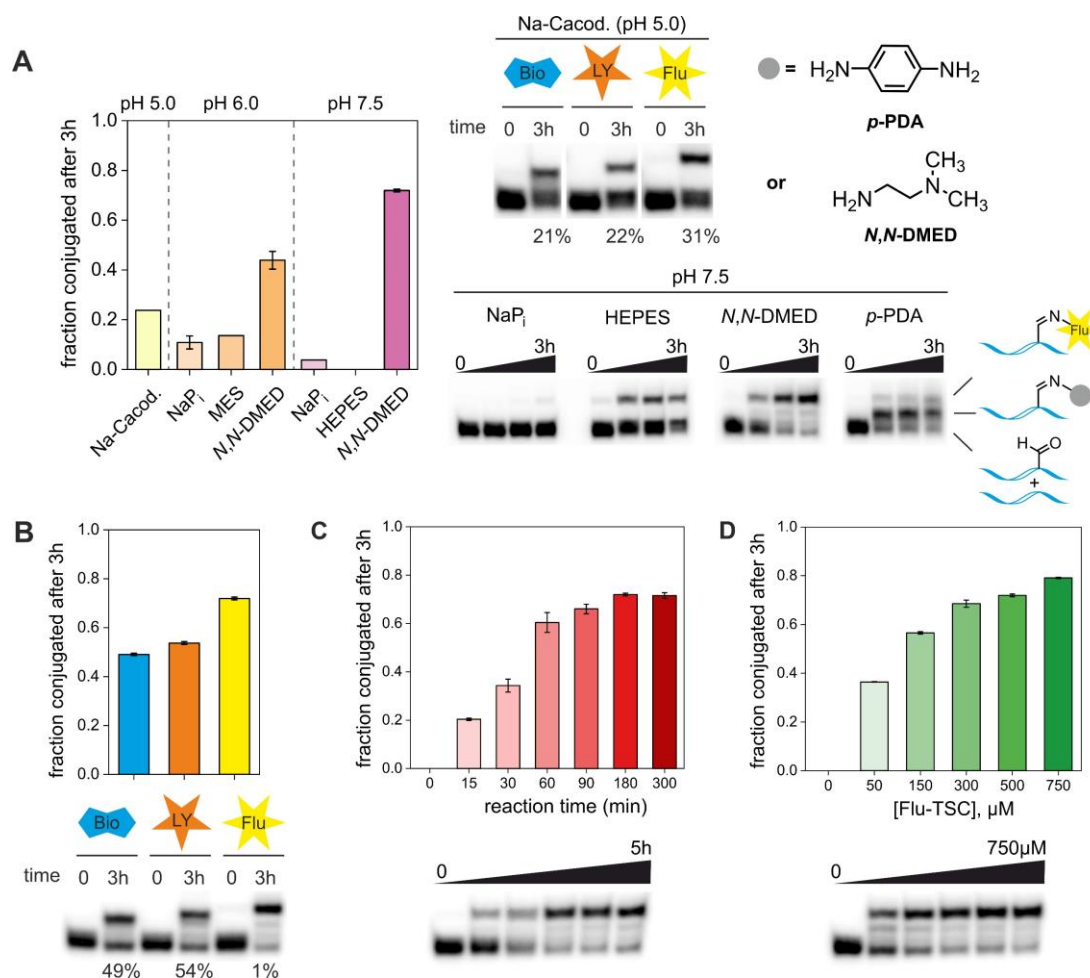 A
fraction conjugated after 3h
1.0
0.8
0.6
0.4
0.2
0.0
pH 5.0 pH 6.0 pH 7.5
Na-Cacod.
NaPi
MES
N,N-DMED
NaPi
HEPES
N,N-DMED
Na-Cacod. (pH 5.0)
Bio LY Flu
time 0 3h 0 3h 0 3h
21% 22% 31%
= H2N NH2
p-PDA
or
CH3
H2N N CH3
N,N-DMED
pH 7.5
NaPi HEPES N,N-DMED p-PDA
0 3h 0 3h 0 3h 0 3h
N Flu
N
H O
+
B
fraction conjugated after 3h
1.0
0.8
0.6
0.4
0.2
0.0
Bio LY Flu
time 0 3h 0 3h 0 3h
49% 54% 1%
C
fraction conjugated after 3h
1.0
0.8
0.6
0.4
0.2
0.0
0 15 30 60 90 180 300
reaction time (min)
0 5h
D
fraction conjugated after 3h
1.0
0.8
0.6
0.4
0.2
0.0
0 50 150 300 500 750
[Flu-TSC], µM
0 750µM